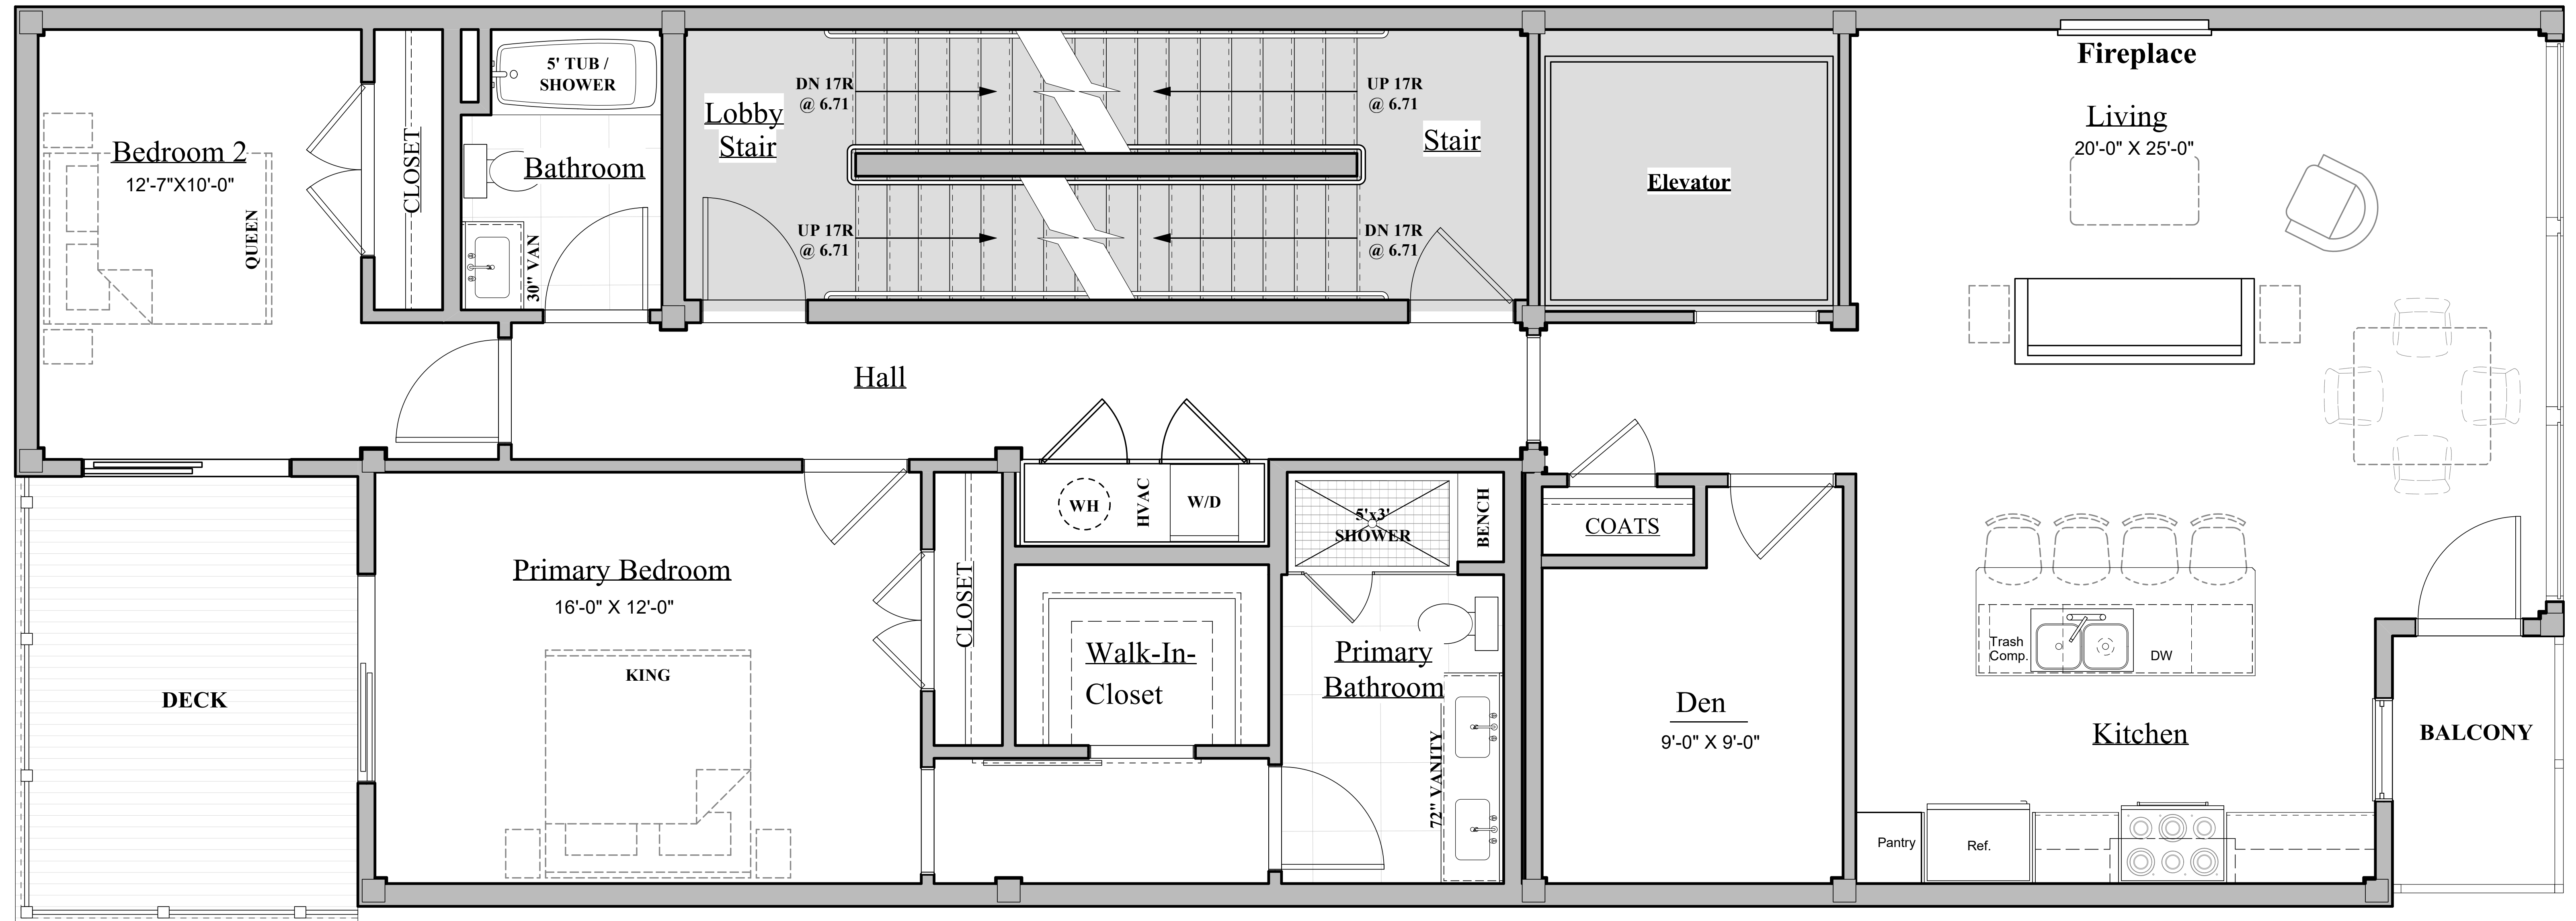 Bedroom 2
12'-7"X10'-0"
QUEEN
CLOSET
5' TUB /
SHOWER
Bathroom
30" VAN
Lobby
Stair
DN 17R
@ 6.71
UP 17R
@ 6.71
UP 17R
@ 6.71
DN 17R
@ 6.71
Stair
Elevator
Fireplace
Living
20'-0" X 25'-0"
Hall
DECK
Primary Bedroom
16'-0" X 12'-0"
KING
CLOSET
WH
HVAC
W/D
Walk-In-
Closet
5'x3'
SHOWER
BENCH
Primary
Bathroom
72" VANITY
COATS
Den
9'-0" X 9'-0"
Trash
Comp.
DW
Kitchen
Pantry
Ref.
BALCONY